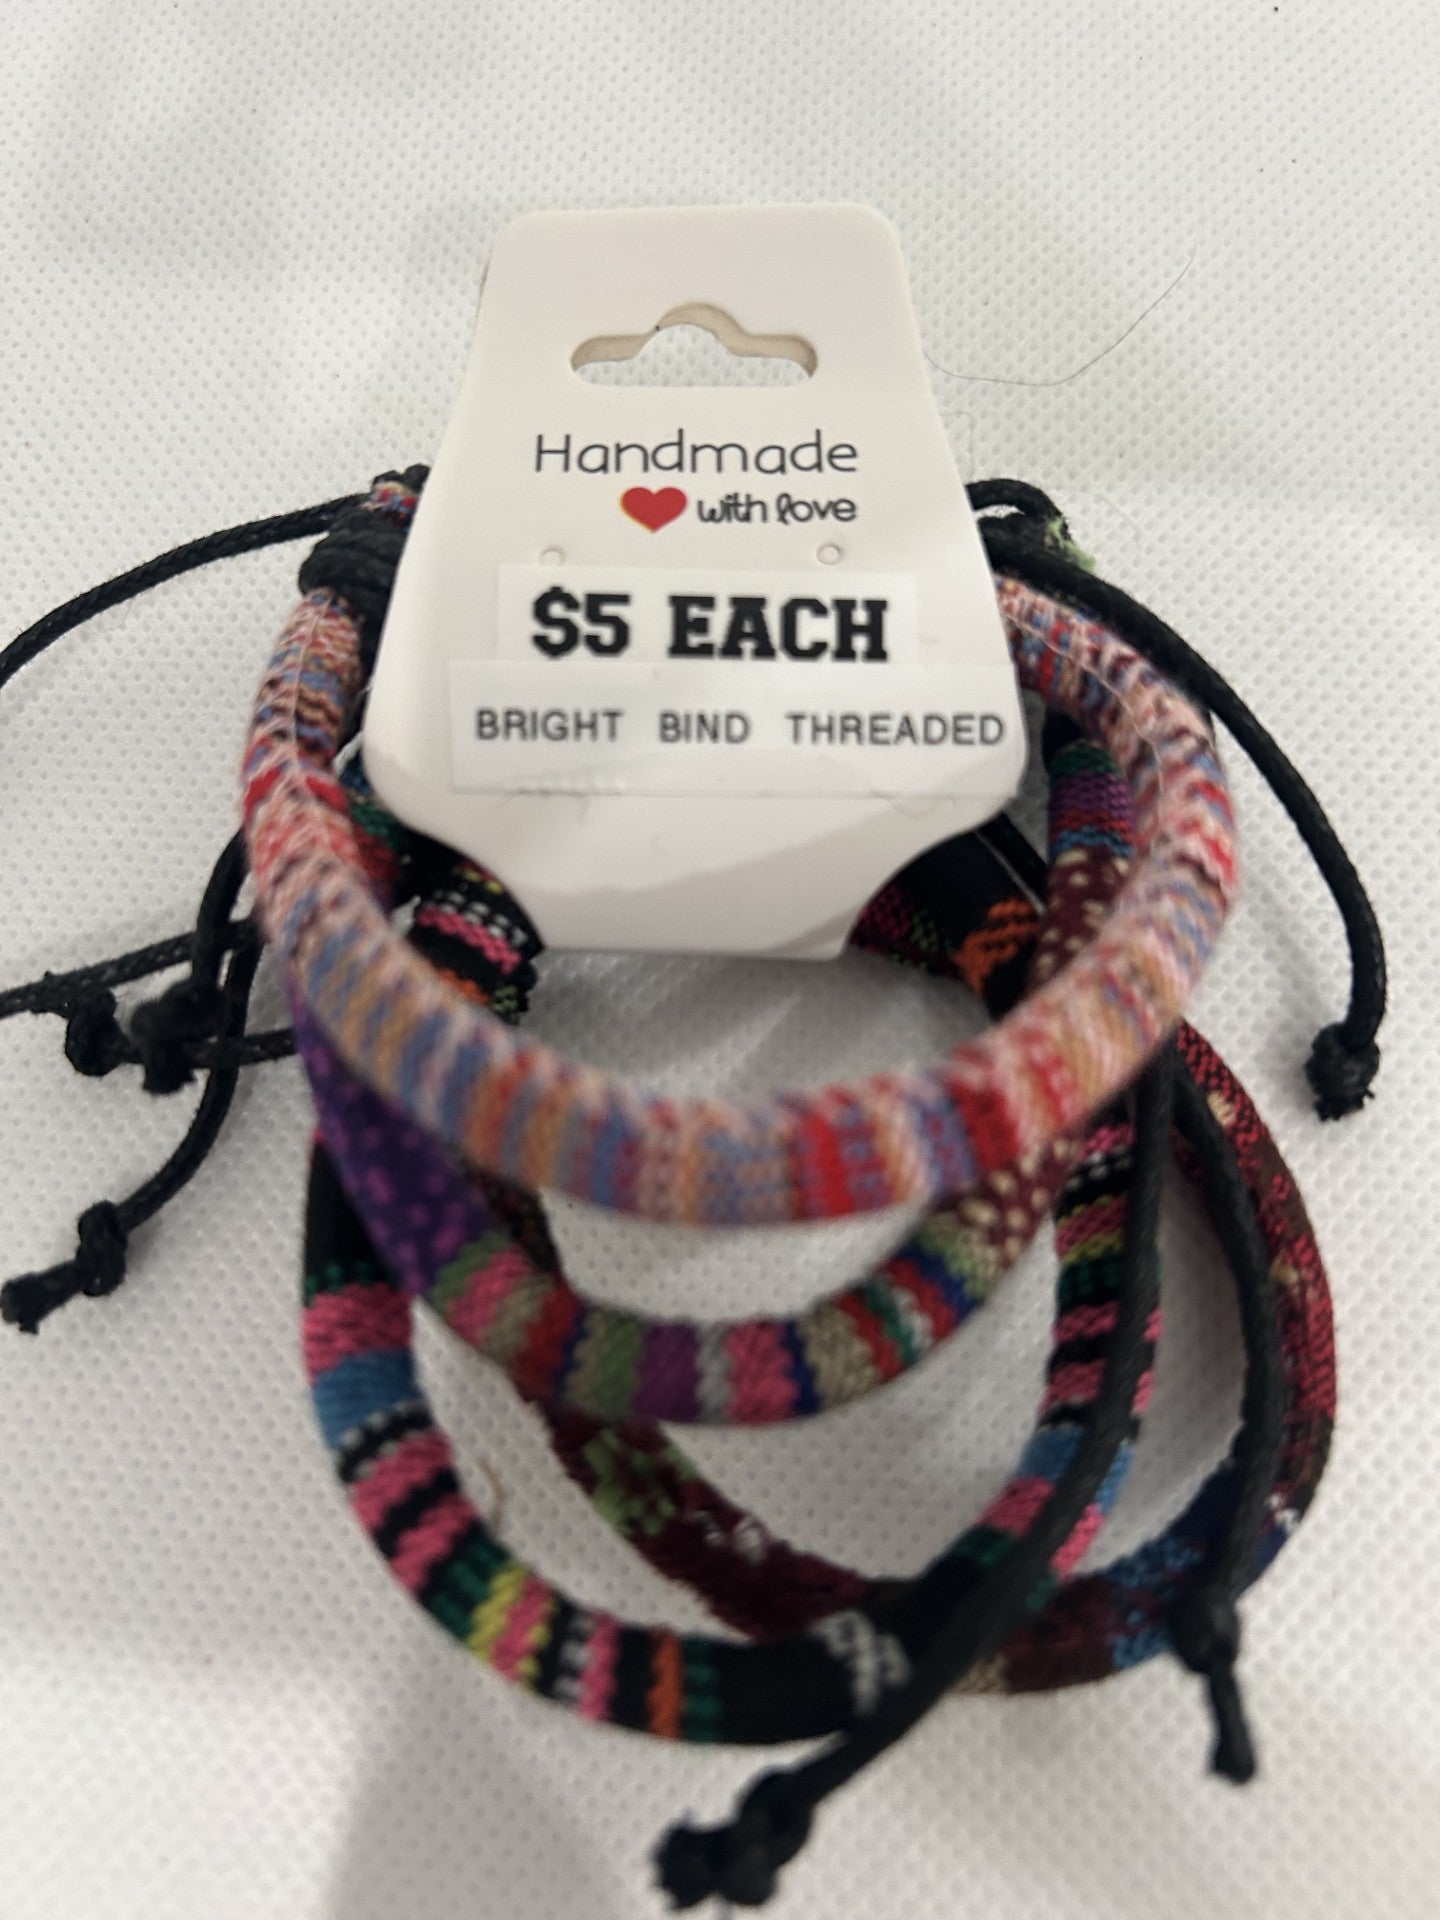 Handmade
with love
$5 EACH
BRIGHT BIND THREADED